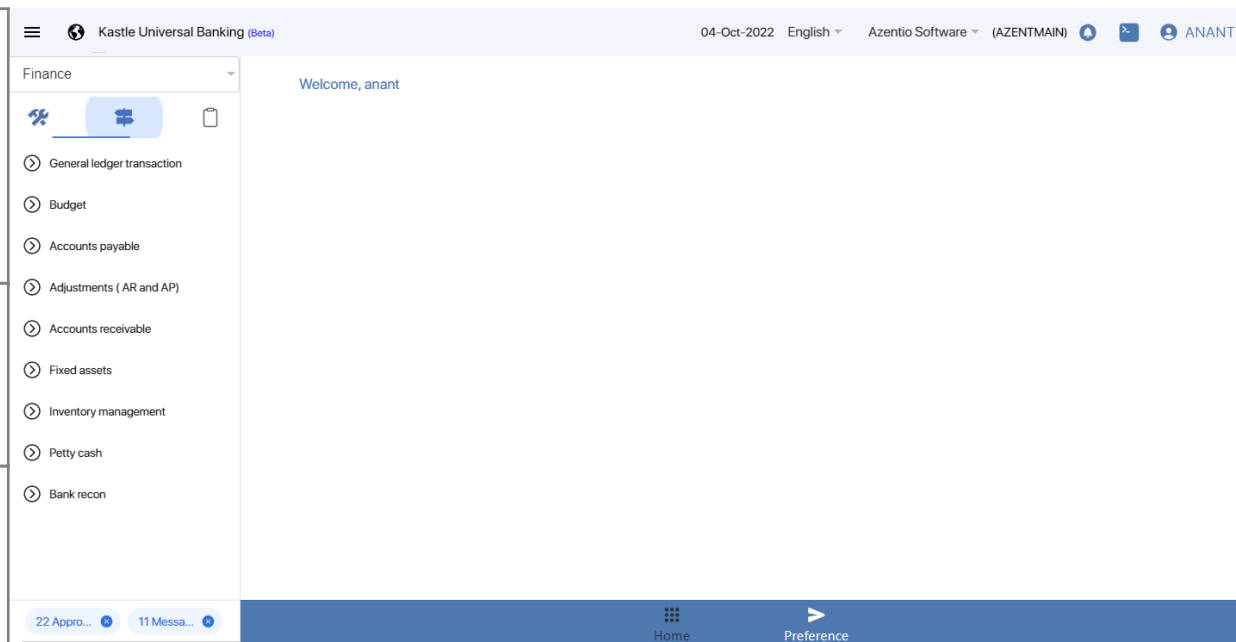 Kastle Universal Banking (Beta) 04-Oct-2022 English Azentio Software (AZENTMAIN) ANANT
Finance
Welcome, anant
General ledger transaction
Budget
Accounts payable
Adjustments ( AR and AP)
Accounts receivable
Fixed assets
Inventory management
Petty cash
Bank recon
22 Appro... 11 Messa...
Home Preference